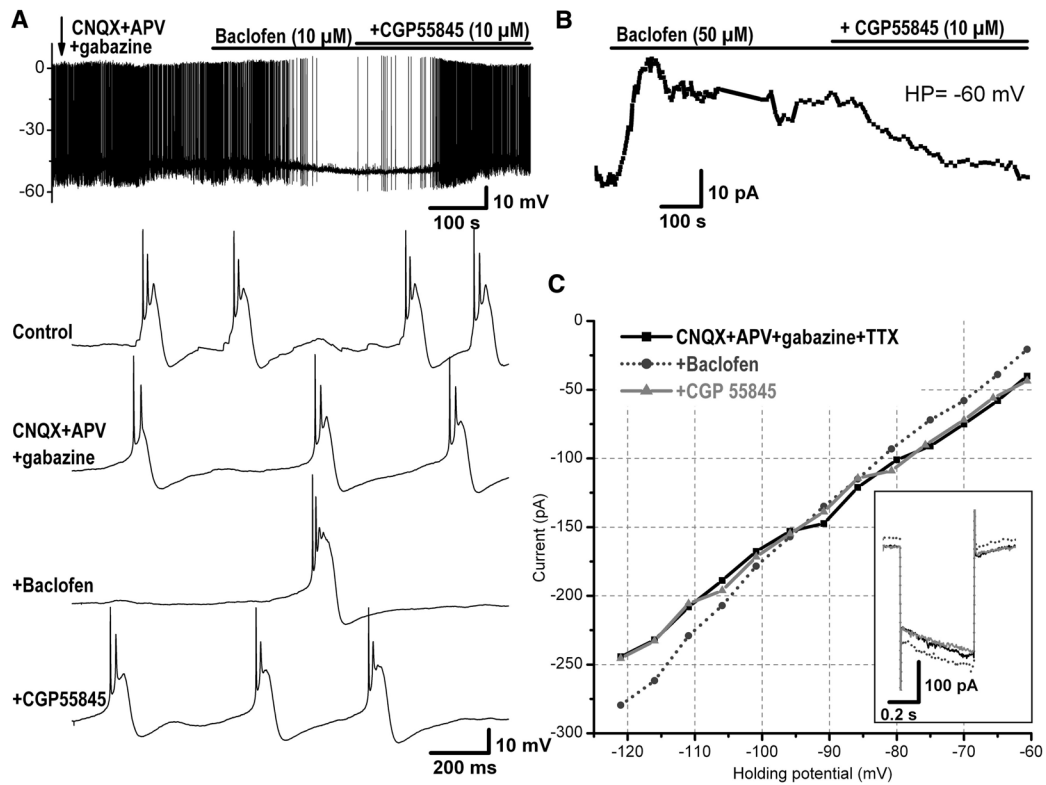 A
CNQX+APV
+gabazine
Baclofen (10 µM)
+CGP55845 (10 µM)
0
-30
-60
10 mV
100 s
Control
CNQX+APV
+gabazine
+Baclofen
+CGP55845
10 mV
200 ms
B
Baclofen (50 µM)
+ CGP55845 (10 µM)
HP= -60 mV
10 pA
100 s
C
0
-50
-100
-150
-200
-250
-300
Current (pA)
CNQX+APV+gabazine+TTX
+Baclofen
+CGP 55845
100 pA
0.2 s
-120
-110
-100
-90
-80
-70
-60
Holding potential (mV)